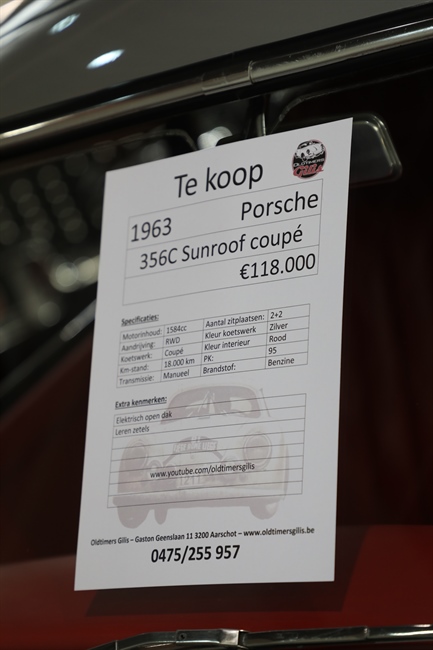 OLDTIMERS
GILIS
Te koop
1963 Porsche
356C Sunroof coupé
€118.000
Specificaties:
Motorinhoud: 1584cc Aantal zitplaatsen: 2+2
Aandrijving: RWD Kleur koetswerk Zilver
Koetswerk: Coupé Kleur interieur Rood
Km-stand: 18.000 km PK: 95
Transmissie: Manueel Brandstof: Benzine
Extra kenmerken:
Elektrisch open dak
Leren zetels
www.youtube.com/oldtimersgilis
Oldtimers Gilis – Gaston Geenslaan 11 3200 Aarschot – www.oldtimersgilis.be
0475/255 957